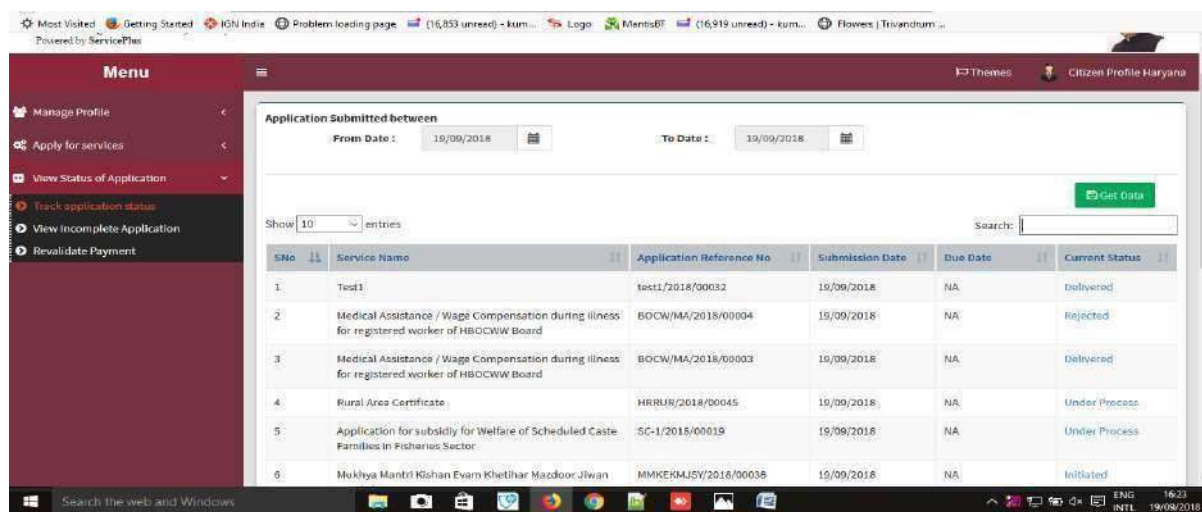 Most Visited Getting Started IGN India Problem loading page (16,853 unread) - kum... Logo MantisBT (16,919 unread) - kum... Flowers | Trivandrum ...
Powered by ServicePlus
Menu
Themes Citizen Profile Haryana
Manage Profile
Apply for services
View Status of Application
Track application status
View Incomplete Application
Revalidate Payment
Application Submitted between
From Date : 19/09/2018 To Date : 19/09/2018
Get Data
Show 10 entries Search:
SNo Service Name Application Reference No Submission Date Due Date Current Status
1 Test1 test1/2018/00032 19/09/2018 NA Delivered
2 Medical Assistance / Wage Compensation during illness BOCW/MA/2018/00004 19/09/2018 NA Rejected
for registered worker of HBOCWW Board
3 Medical Assistance / Wage Compensation during illness BOCW/MA/2018/00003 19/09/2018 NA Delivered
for registered worker of HBOCWW Board
4 Rural Area Certificate HRRUR/2018/00045 19/09/2018 NA Under Process
5 Application for subsidiy for Welfare of Scheduled Caste SC-1/2018/00019 19/09/2018 NA Under Process
Families in Fisheries Sector
6 Mukhya Mantri Kishan Evam Khetihar Mazdoor Jiwan MMKEKMJSY/2018/00038 19/09/2018 NA Initiated
Search the web and Windows
ENG 16:23
INTL 19/09/2018